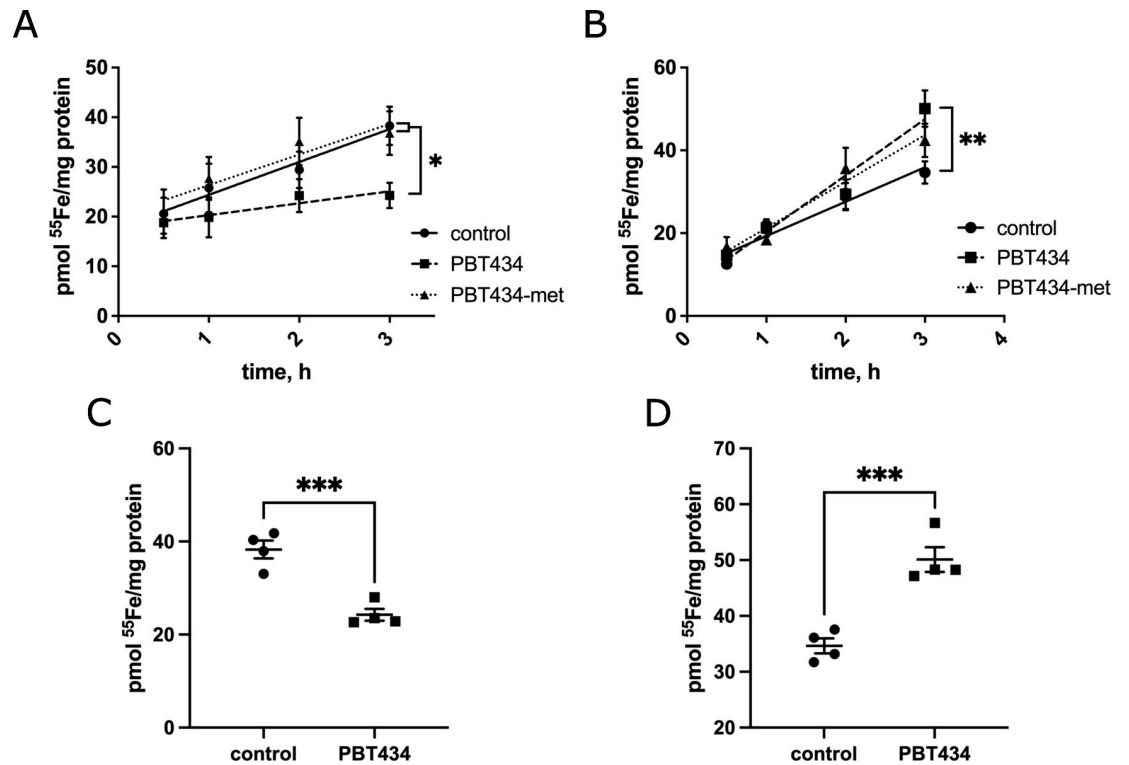 A
50
40
30
20
10
0
pmol ⁵⁵Fe/mg protein
0 1 2 3
time, h
*
control
PBT434
PBT434-met
B
60
40
20
0
pmol ⁵⁵Fe/mg protein
0 1 2 3 4
time, h
**
control
PBT434
PBT434-met
C
60
40
20
0
pmol ⁵⁵Fe/mg protein
***
control PBT434
D
70
60
50
40
30
20
pmol ⁵⁵Fe/mg protein
***
control PBT434